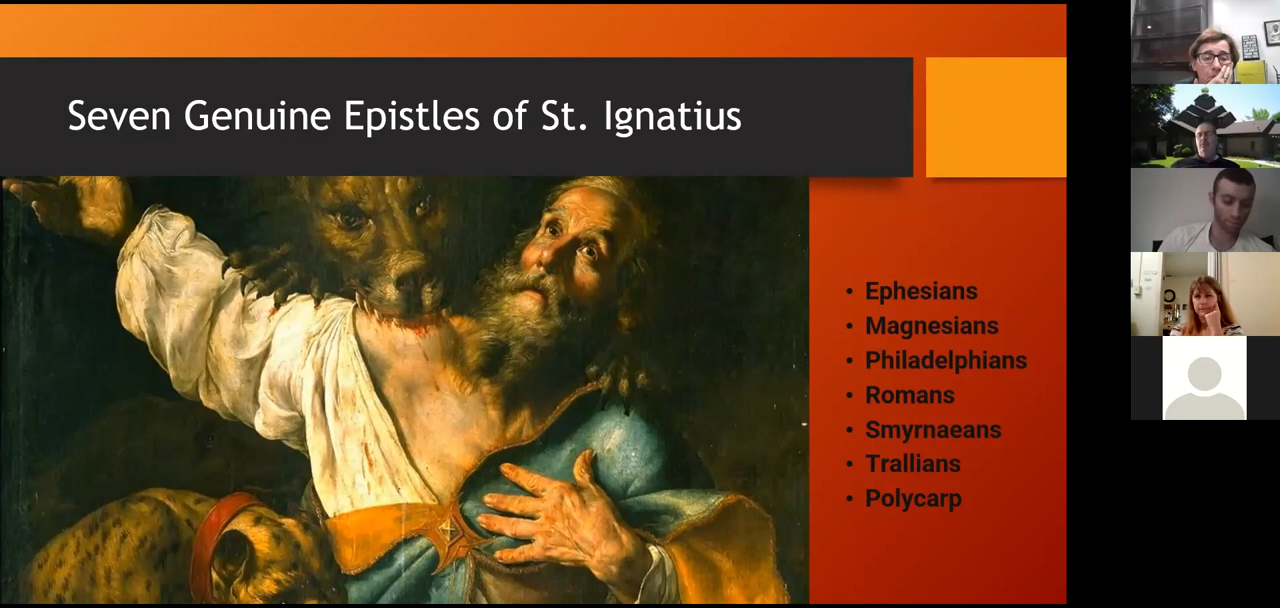 Seven Genuine Epistles of St. Ignatius
• Ephesians
• Magnesians
• Philadelphians
• Romans
• Smyrnaeans
• Trallians
• Polycarp